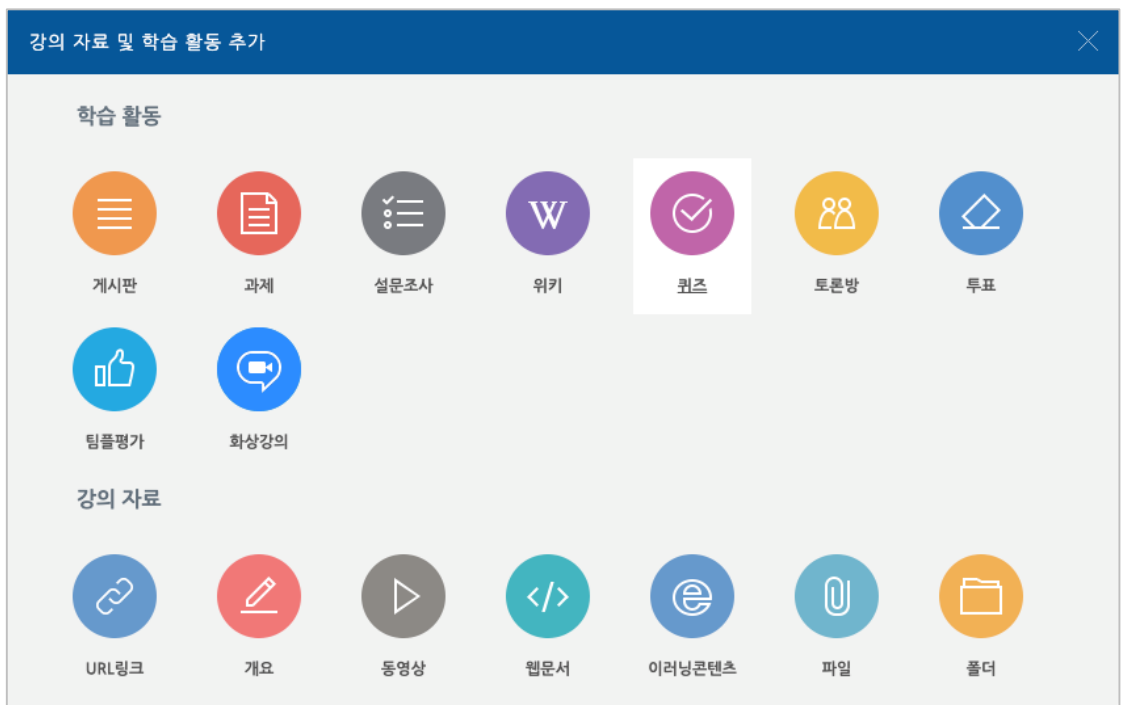 강의 자료 및 학습 활동 추가
학습 활동
게시판 과제 설문조사 위키 퀴즈 토론방 투표
팀플평가 화상강의
강의 자료
URL링크 개요 동영상 웹문서 이러닝콘텐츠 파일 폴더